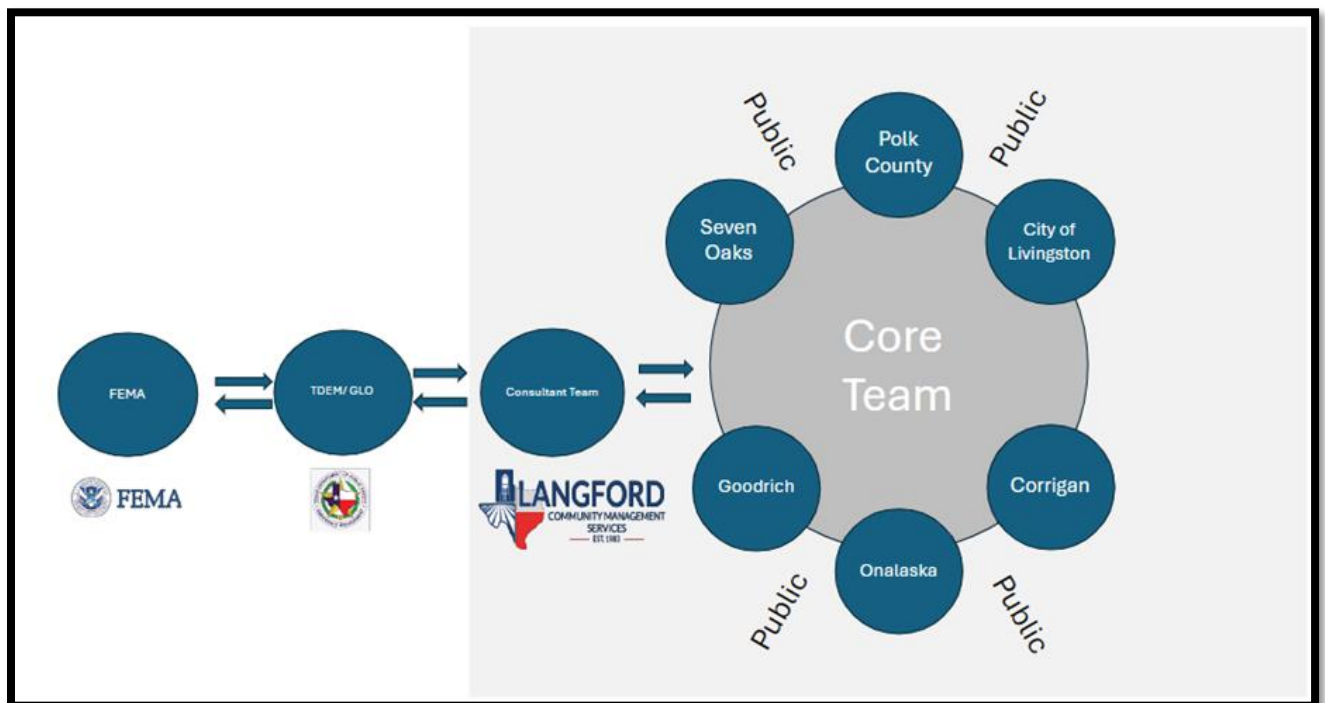 FEMA
FEMA
TDEM/ GLO
Consultant Team
LANGFORD
COMMUNITY MANAGEMENT
SERVICES
EST. 1983
Core
Team
Public
Polk
County
Public
City of
Livingston
Corrigan
Public
Onalaska
Public
Goodrich
Seven
Oaks